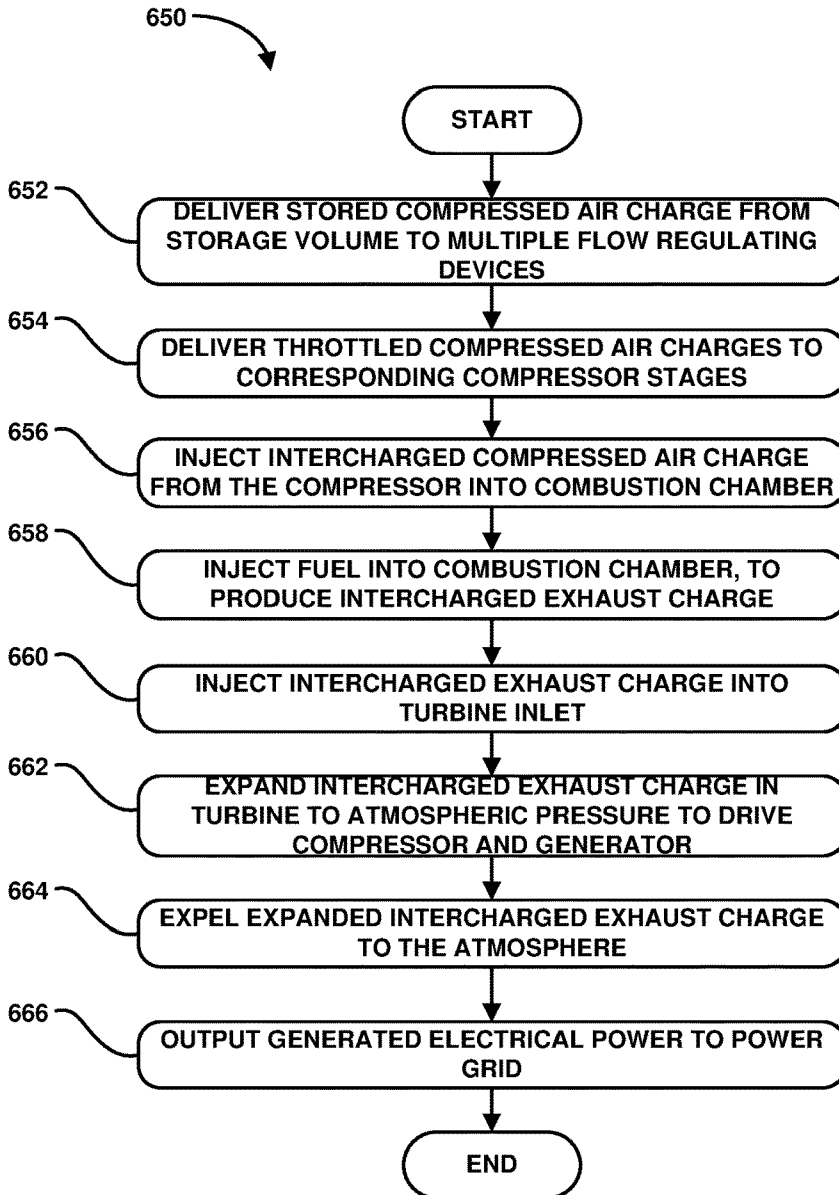 650
START
652
DELIVER STORED COMPRESSED AIR CHARGE FROM
STORAGE VOLUME TO MULTIPLE FLOW REGULATING
DEVICES
654
DELIVER THROTTLED COMPRESSED AIR CHARGES TO
CORRESPONDING COMPRESSOR STAGES
656
INJECT INTERCHARGED COMPRESSED AIR CHARGE
FROM THE COMPRESSOR INTO COMBUSTION CHAMBER
658
INJECT FUEL INTO COMBUSTION CHAMBER, TO
PRODUCE INTERCHARGED EXHAUST CHARGE
660
INJECT INTERCHARGED EXHAUST CHARGE INTO
TURBINE INLET
662
EXPAND INTERCHARGED EXHAUST CHARGE IN
TURBINE TO ATMOSPHERIC PRESSURE TO DRIVE
COMPRESSOR AND GENERATOR
664
EXPEL EXPANDED INTERCHARGED EXHAUST CHARGE
TO THE ATMOSPHERE
666
OUTPUT GENERATED ELECTRICAL POWER TO POWER
GRID
END